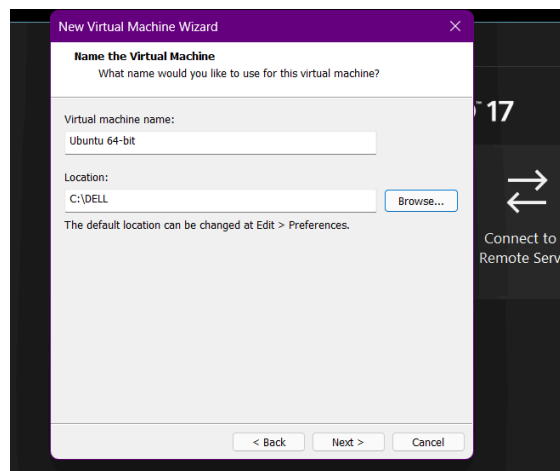 New Virtual Machine Wizard
Name the Virtual Machine
What name would you like to use for this virtual machine?
Virtual machine name:
Ubuntu 64-bit
Location:
C:\DELL
Browse...
The default location can be changed at Edit > Preferences.
< Back
Next >
Cancel
17
Connect to
Remote Serv